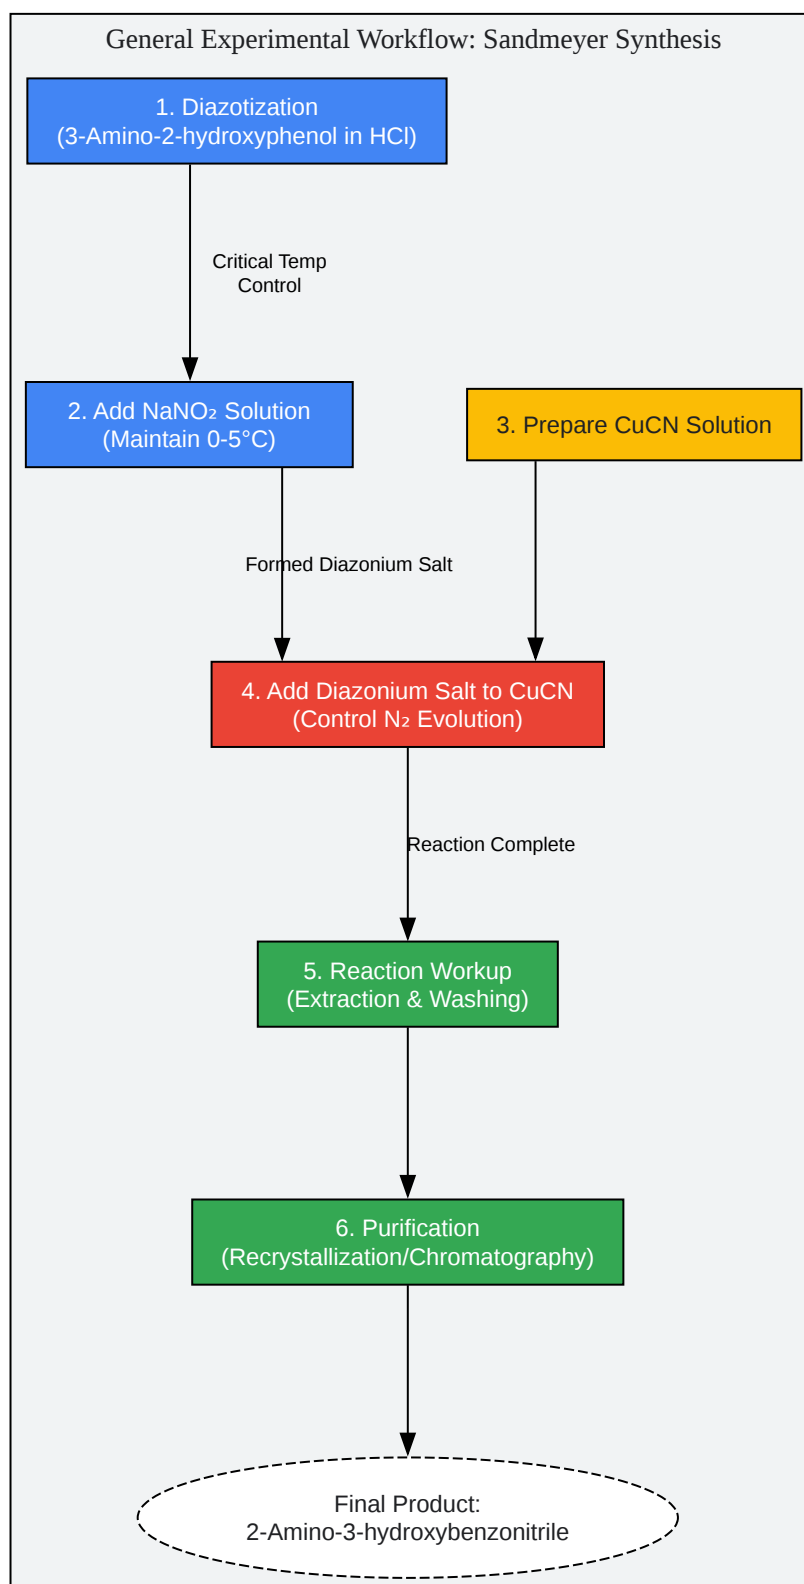 General Experimental Workflow: Sandmeyer Synthesis
1. Diazotization
(3-Amino-2-hydroxyphenol in HCl)
Critical Temp
Control
2. Add NaNO₂ Solution
(Maintain 0-5°C)
3. Prepare CuCN Solution
Formed Diazonium Salt
4. Add Diazonium Salt to CuCN
(Control N₂ Evolution)
Reaction Complete
5. Reaction Workup
(Extraction & Washing)
6. Purification
(Recrystallization/Chromatography)
Final Product:
2-Amino-3-hydroxybenzonitrile